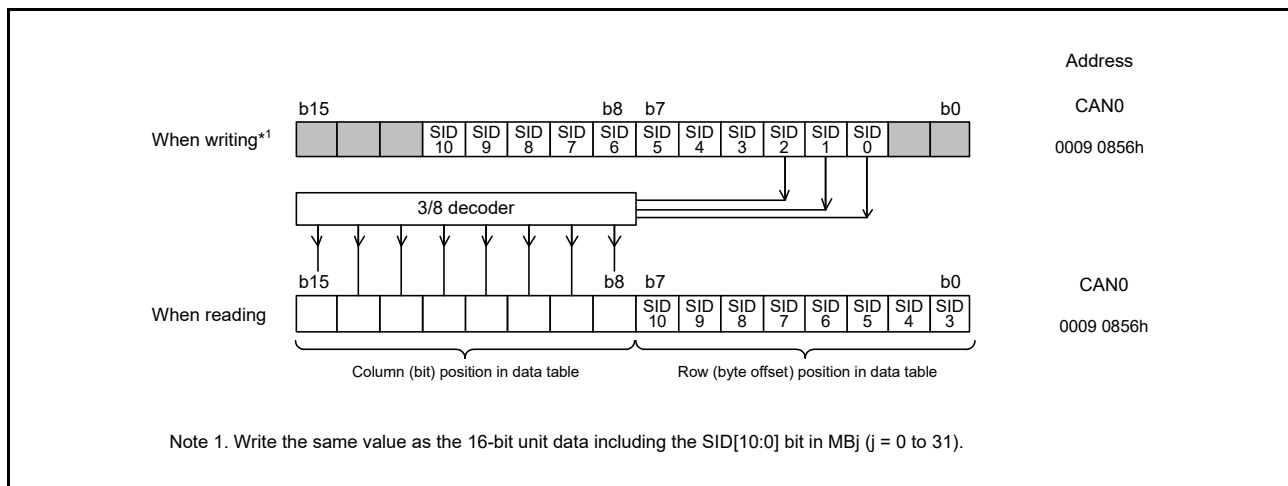 Address
b15 b8 b7 b0 CAN0
When writing*1 SID 10 SID 9 SID 8 SID 7 SID 6 SID 5 SID 4 SID 3 SID 2 SID 1 SID 0 0009 0856h
3/8 decoder
b15 b8 b7 b0 CAN0
When reading SID 10 SID 9 SID 8 SID 7 SID 6 SID 5 SID 4 SID 3 0009 0856h
Column (bit) position in data table Row (byte offset) position in data table
Note 1. Write the same value as the 16-bit unit data including the SID[10:0] bit in MBj (j = 0 to 31).